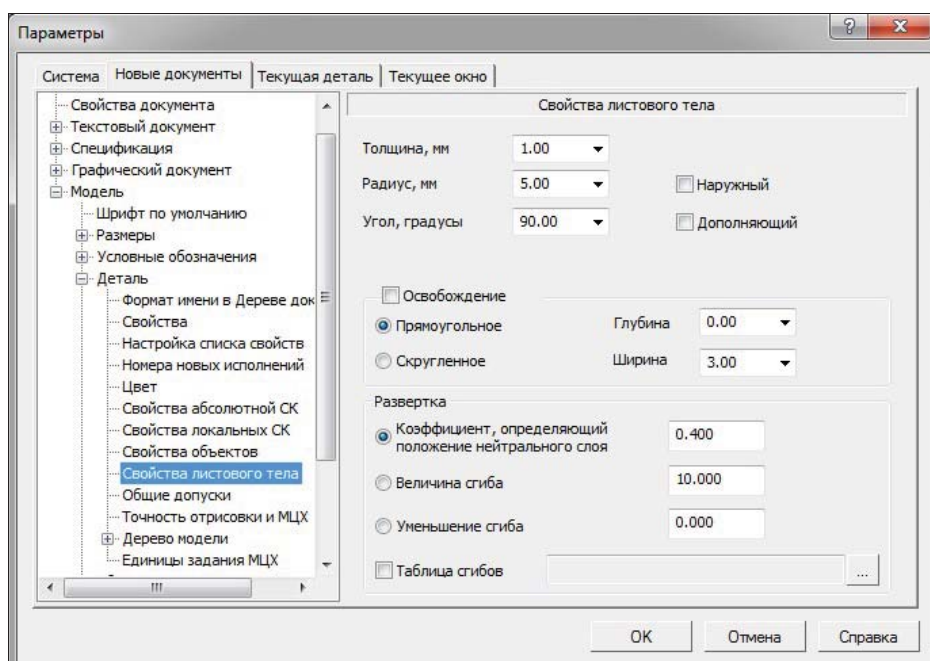 Параметры
Система
Новые документы
Текущая деталь
Текущее окно
Свойства документа
Текстовый документ
Спецификация
Графический документ
Модель
Шрифт по умолчанию
Размеры
Условные обозначения
Деталь
Формат имени в Дереве док
Свойства
Настройка списка свойств
Номера новых исполнений
Цвет
Свойства абсолютной СК
Свойства локальных СК
Свойства объектов
Свойства листового тела
Общие допуски
Точность отрисовки и МЦХ
Дерево модели
Единицы задания МЦХ
Свойства листового тела
Толщина, мм 1.00
Радиус, мм 5.00 Наружный
Угол, градусы 90.00 Дополняющий
Освобождение
Прямоугольное Глубина 0.00
Скругленное Ширина 3.00
Развертка
Коэффициент, определяющий
положение нейтрального слоя 0.400
Величина сгиба 10.000
Уменьшение сгиба 0.000
Таблица сгибов ...
OK Отмена Справка